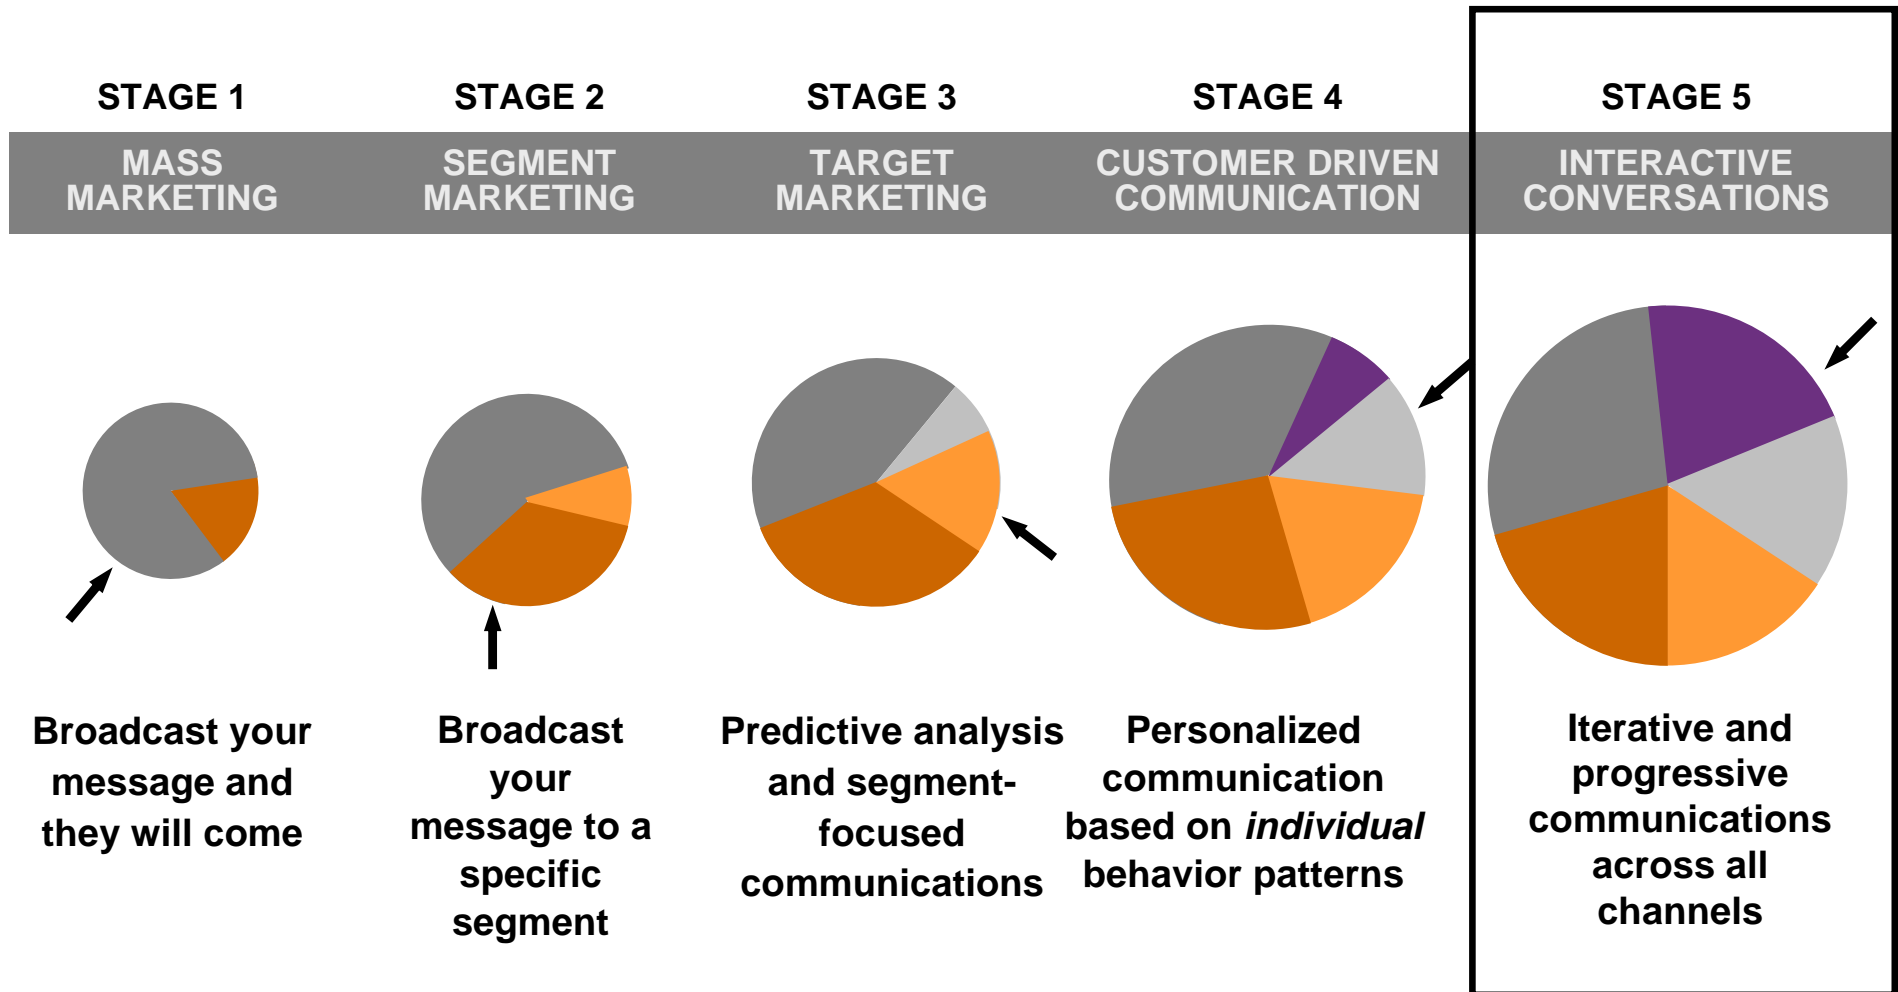 STAGE 1
STAGE 2
STAGE 3
STAGE 4
STAGE 5
MASS
MARKETING
SEGMENT
MARKETING
TARGET
MARKETING
CUSTOMER DRIVEN
COMMUNICATION
INTERACTIVE
CONVERSATIONS
Broadcast your
message and
they will come
Broadcast
your
message to a
specific
segment
Predictive analysis
and segment-
focused
communications
Personalized
communication
based on individual
behavior patterns
Iterative and
progressive
communications
across all
channels